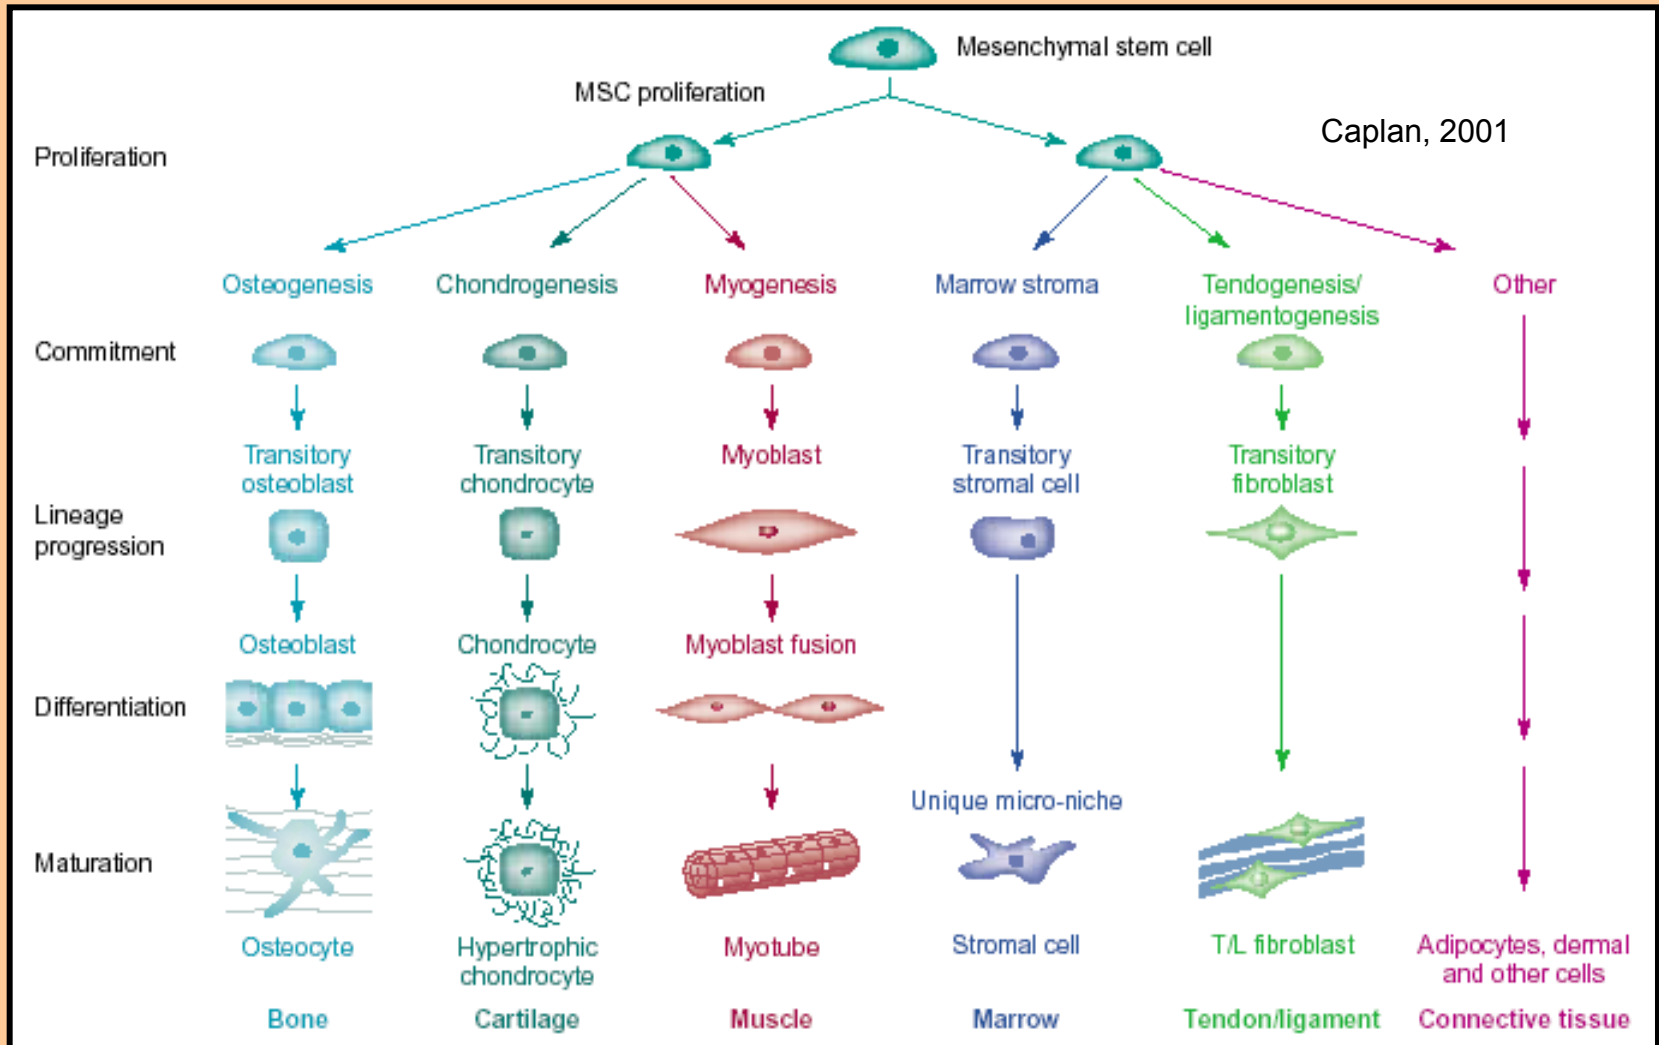 Mesenchymal stem cell
MSC proliferation
Caplan, 2001
Proliferation
Osteogenesis
Chondrogenesis
Myogenesis
Marrow stroma
Tendogenesis/
ligamentogenesis
Other
Commitment
Transitory
osteoblast
Transitory
chondrocyte
Myoblast
Transitory
stromal cell
Transitory
fibroblast
Lineage
progression
Osteoblast
Chondrocyte
Myoblast fusion
Differentiation
Unique micro-niche
Maturation
Osteocyte
Hypertrophic
chondrocyte
Myotube
Stromal cell
T/L fibroblast
Adipocytes, dermal
and other cells
Bone
Cartilage
Muscle
Marrow
Tendon/ligament
Connective tissue